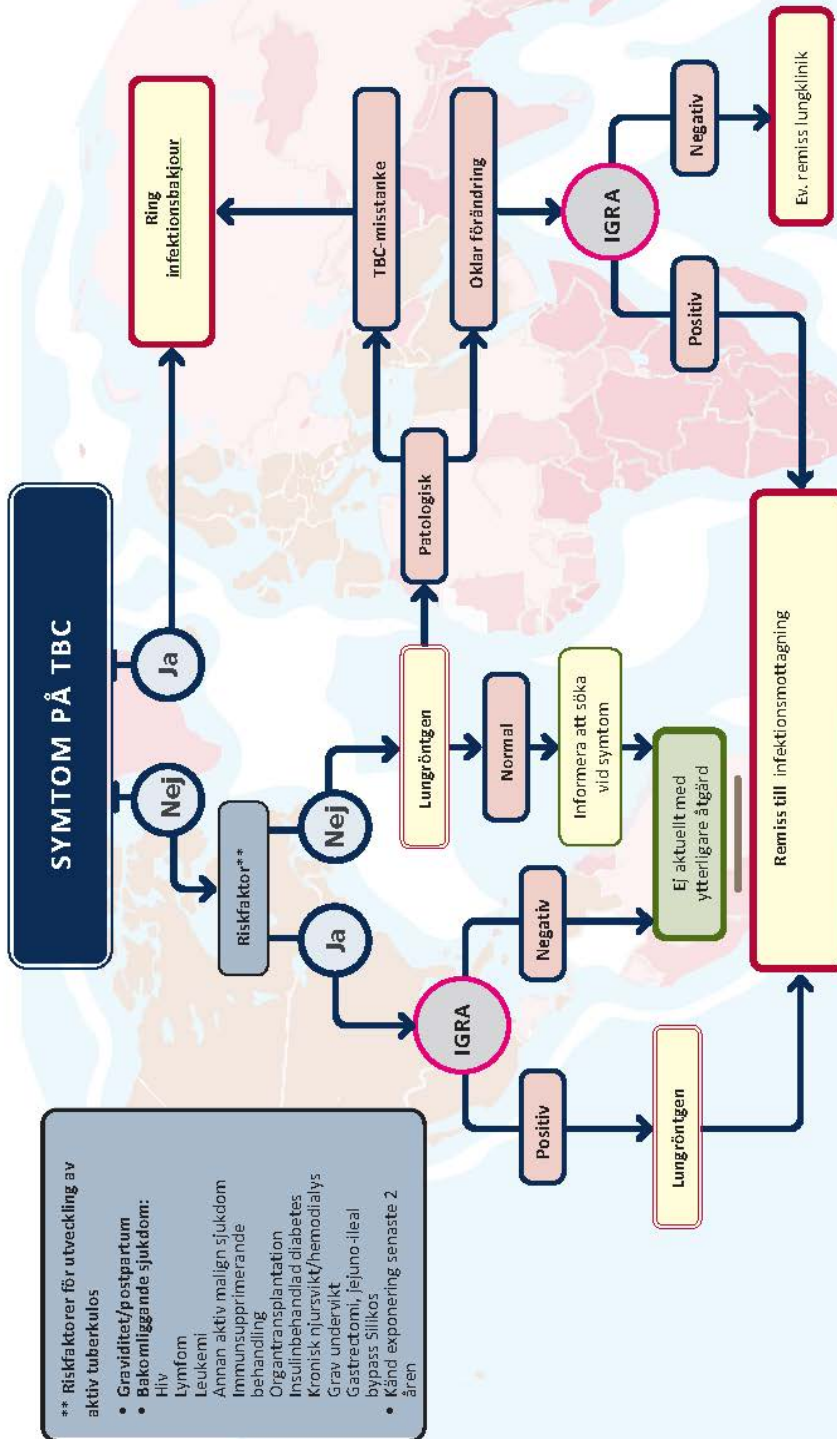 SYMTOM PÅ TBC
** Riskfaktorer för utveckling av
aktiv tuberkulos
• Graviditet/postpartum
• Bakomliggande sjukdom:
Hiv
Lymfom
Leukemi
Annan aktiv malign sjukdom
Immunsupprimerande
behandling
Organtransplantation
Insulinbehandlad diabetes
Kronisk njursvikt/hemodialys
Grav undervikt
Gastrectomi, jejuno-ileal
bypass Silikos
• Känd exponering senaste 2
åren
Nej
Ja
Riskfaktor**
Ring
infektionsbakjour
Ja
Nej
IGRA
Lungröntgen
Patologisk
TBC-misstanke
Oklar förändring
Positiv
Negativ
Normal
IGRA
Informera att söka
vid symtom
Positiv
Negativ
Lungröntgen
Ej aktuellt med
ytterligare åtgärd
Remiss till infektionsmottagning
Ev. remiss lungklinik